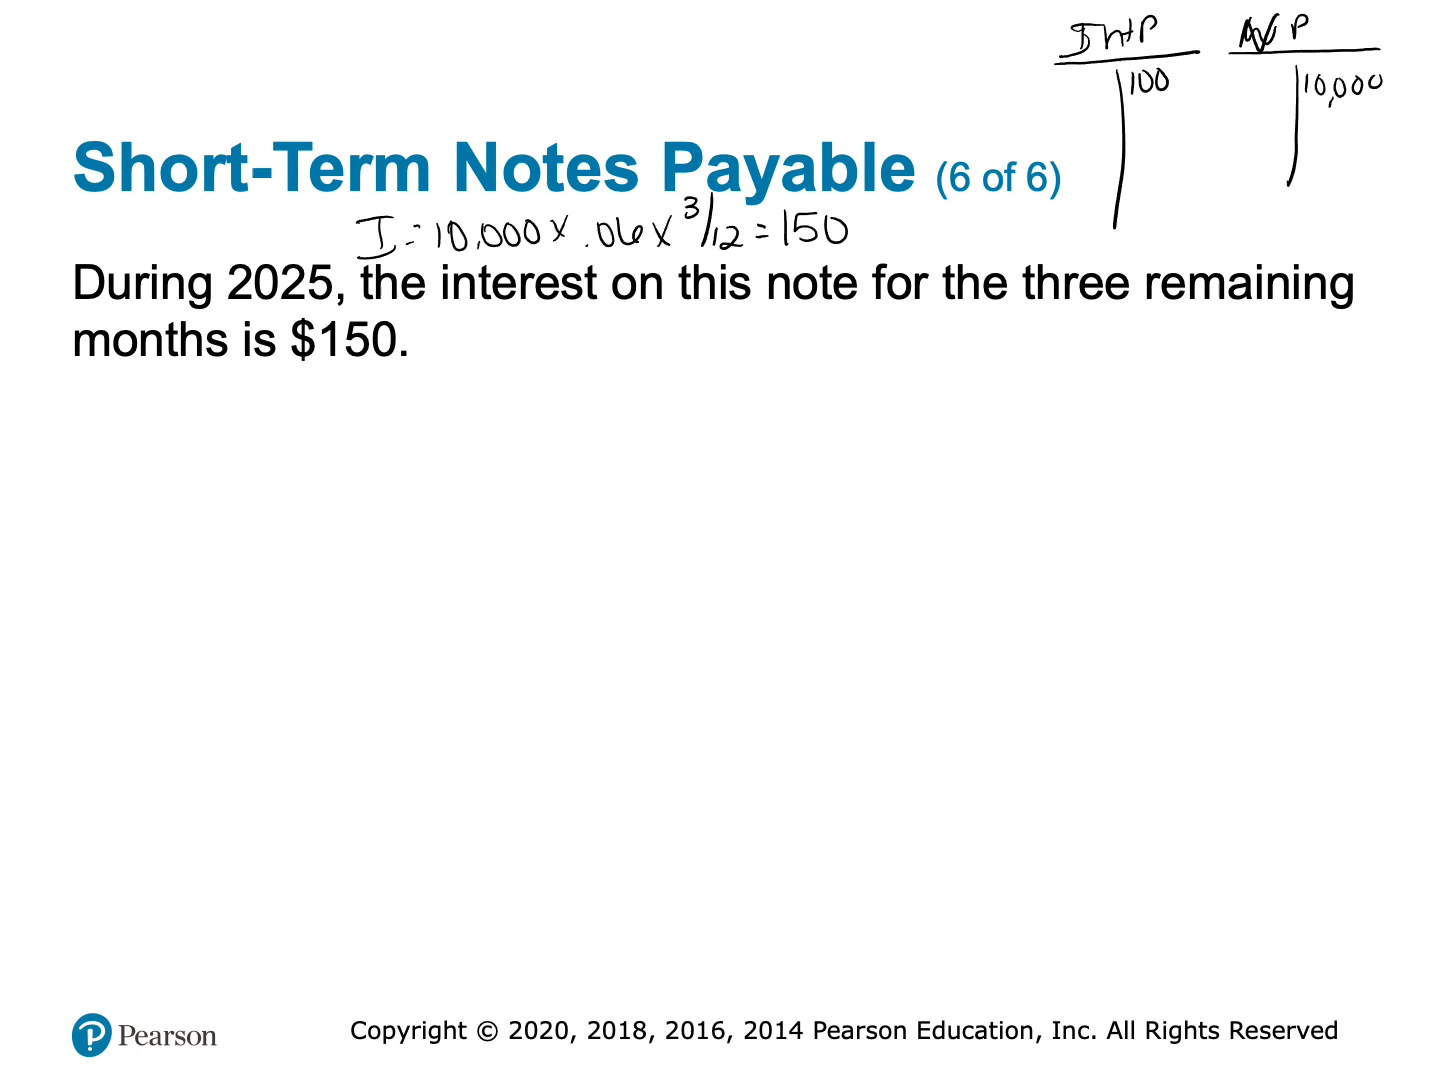 Int P N P
100 10,000
Short-Term Notes Payable (6 of 6)
I = 10,000 x .06 x 3/12 = 150
During 2025, the interest on this note for the three remaining
months is $150.
Pearson
Copyright © 2020, 2018, 2016, 2014 Pearson Education, Inc. All Rights Reserved